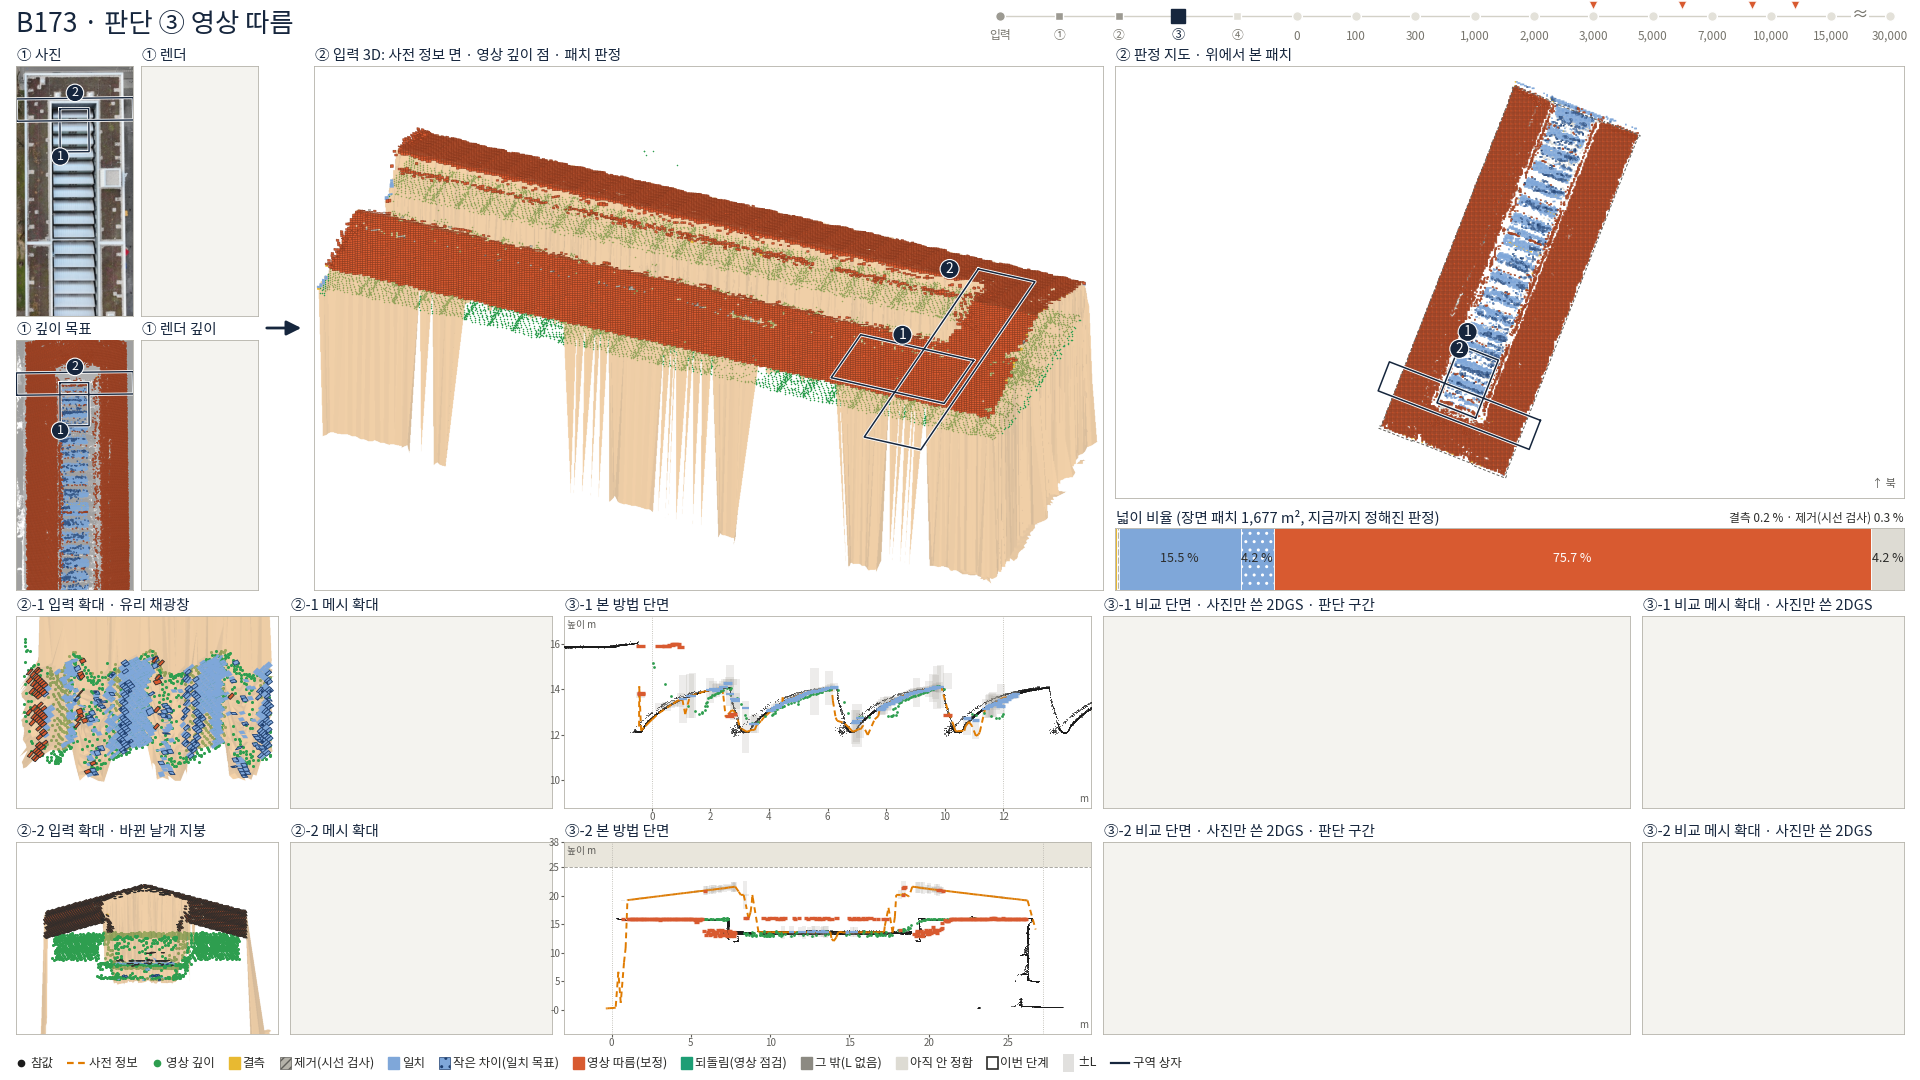 B173 · 판단 ③ 영상 따름
입력 ① ② ③ ④ 0 100 300 1,000 2,000 3,000 5,000 7,000 10,000 15,000 ≈ 30,000
① 사진
① 렌더
② 입력 3D: 사전 정보 면 · 영상 깊이 점 · 패치 판정
② 판정 지도 · 위에서 본 패치
2
1
2
1
1
2
↑ 북
① 깊이 목표
① 렌더 깊이
2
1
넓이 비율 (장면 패치 1,677 m², 지금까지 정해진 판정)
결측 0.2 % · 제거(시선 검사) 0.3 %
15.5 %
4.2 %
75.7 %
4.2 %
②-1 입력 확대 · 유리 채광창
②-1 메시 확대
③-1 본 방법 단면
③-1 비교 단면 · 사진만 쓴 2DGS · 판단 구간
③-1 비교 메시 확대 · 사진만 쓴 2DGS
높이 m
16
14
12
10
m
0 2 4 6 8 10 12
②-2 입력 확대 · 바뀐 날개 지붕
②-2 메시 확대
③-2 본 방법 단면
③-2 비교 단면 · 사진만 쓴 2DGS · 판단 구간
③-2 비교 메시 확대 · 사진만 쓴 2DGS
38
높이 m
25
20
15
10
5
0
m
0 5 10 15 20 25
참값 사전 정보 영상 깊이 결측 제거(시선 검사) 일치 작은 차이(일치 목표) 영상 따름(보정) 되돌림(영상 점검) 그 밖(L 없음) 아직 안 정함 이번 단계 ±L 구역 상자